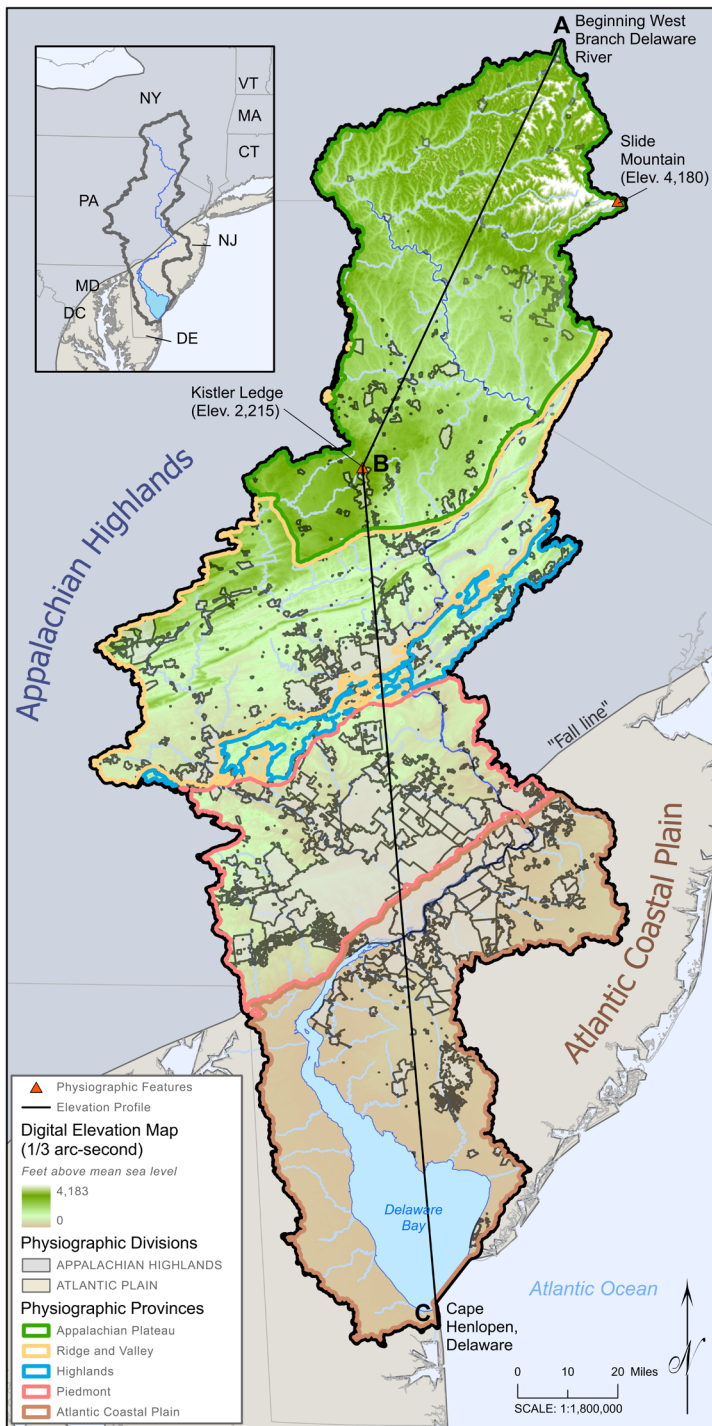 A
Beginning West
Branch Delaware
River
VT
NY
MA
CT
PA
NJ
MD
DC
DE
Slide
Mountain
(Elev. 4,180)
Kistler Ledge
(Elev. 2,215)
B
Appalachian Highlands
"Fall line"
Atlantic Coastal Plain
Physiographic Features
Elevation Profile
Digital Elevation Map
(1/3 arc-second)
Feet above mean sea level
4,183
0
Physiographic Divisions
APPALACHIAN HIGHLANDS
ATLANTIC PLAIN
Physiographic Provinces
Appalachian Plateau
Ridge and Valley
Highlands
Piedmont
Atlantic Coastal Plain
Delaware
Bay
Atlantic Ocean
C
Cape
Henlopen,
Delaware
N
0 10 20 Miles
SCALE: 1:1,800,000